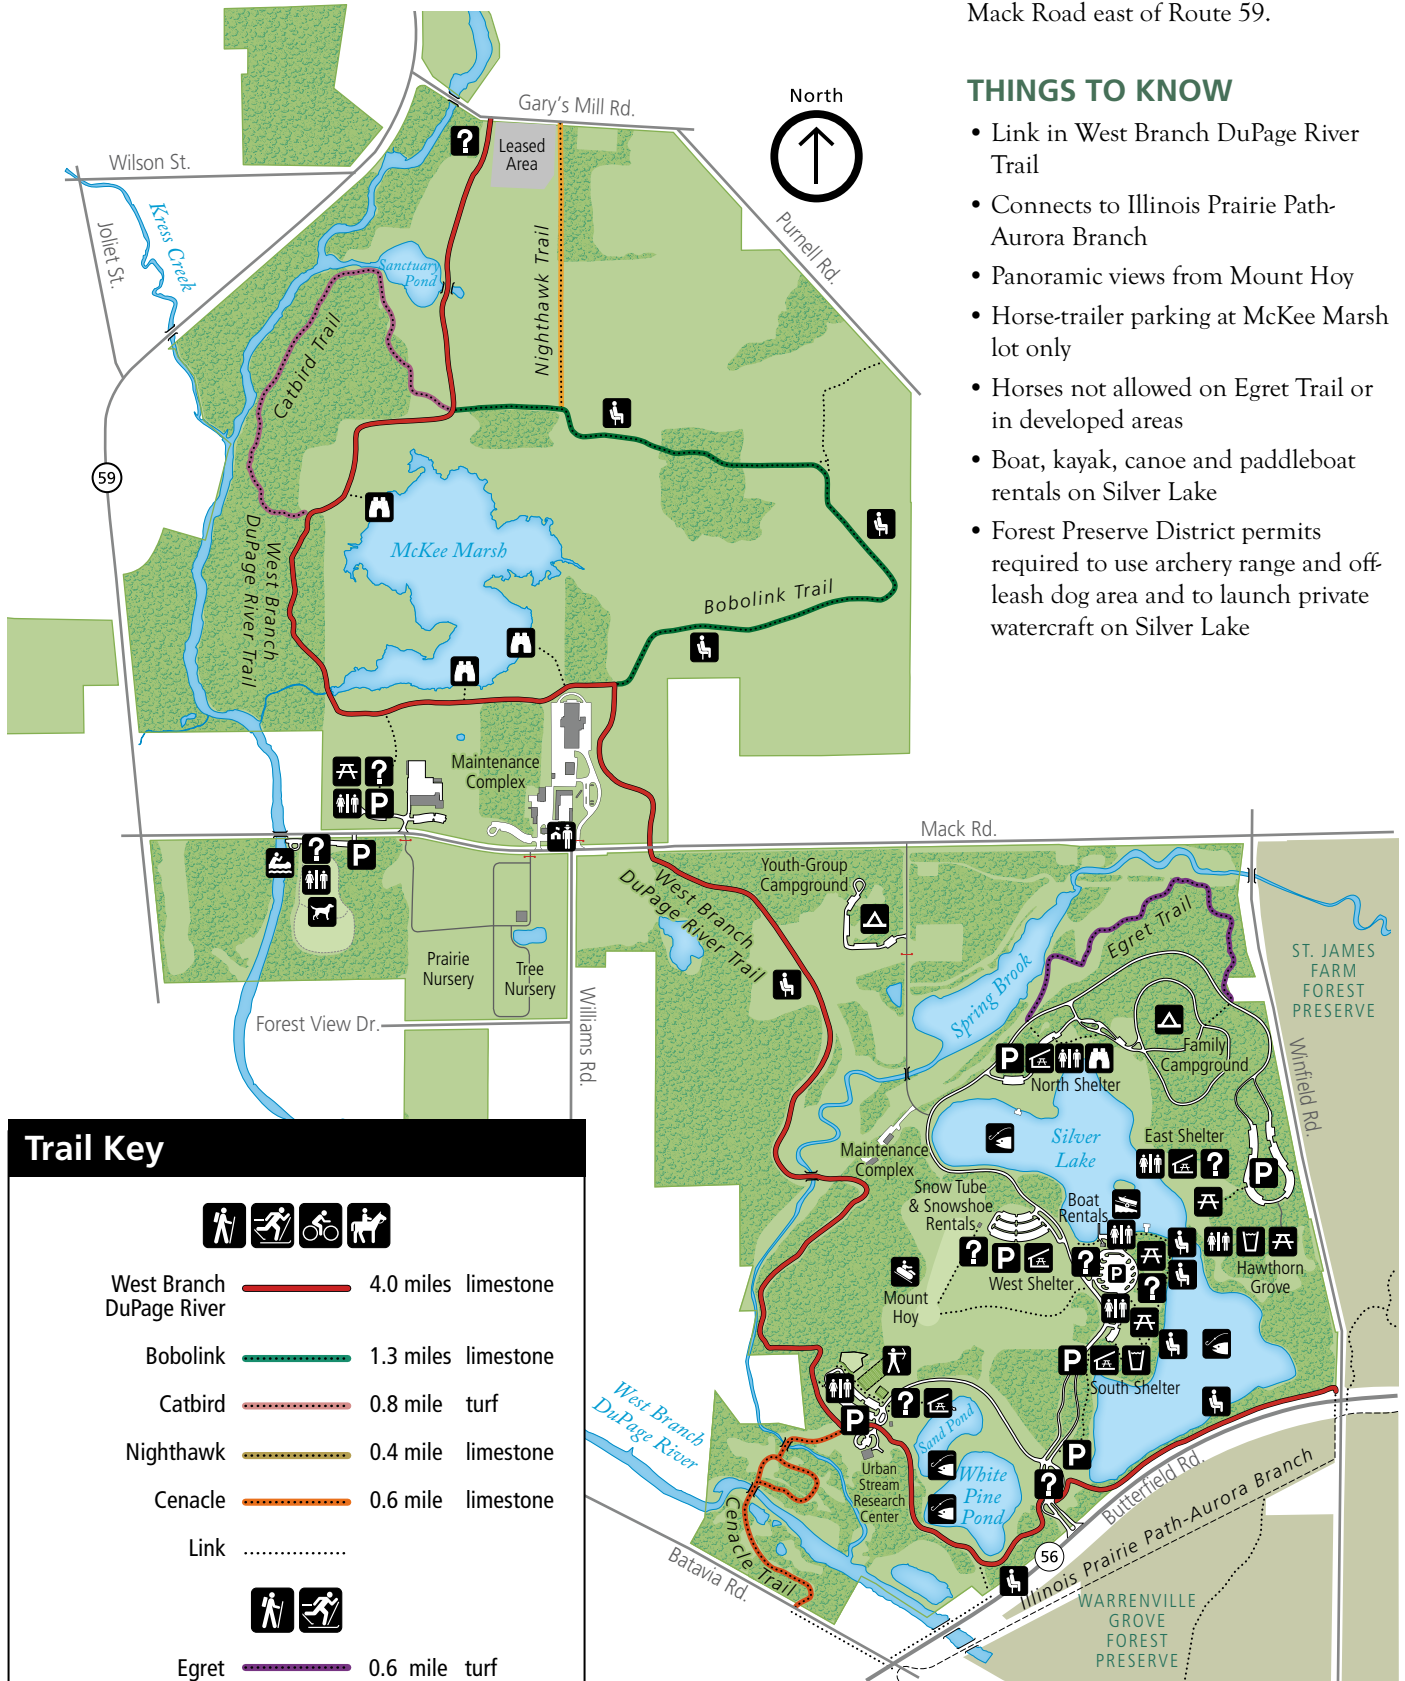 Mack Road east of Route 59.
THINGS TO KNOW
• Link in West Branch DuPage River
Trail
• Connects to Illinois Prairie Path-
Aurora Branch
• Panoramic views from Mount Hoy
• Horse-trailer parking at McKee Marsh
lot only
• Horses not allowed on Egret Trail or
in developed areas
• Boat, kayak, canoe and paddleboat
rentals on Silver Lake
• Forest Preserve District permits
required to use archery range and off-
leash dog area and to launch private
watercraft on Silver Lake
North
Gary's Mill Rd.
?
Leased
Area
Wilson St.
Joliet St.
Kress Creek
Purnell Rd.
Sanctuary
Pond
Nighthawk Trail
Catbird Trail
59
West Branch
DuPage River Trail
McKee Marsh
Bobolink Trail
Maintenance
Complex
?
P
Mack Rd.
?
P
Youth-Group
Campground
West Branch
DuPage River Trail
Prairie
Nursery
Tree
Nursery
Forest View Dr.
Williams Rd.
Spring Brook
Egret Trail
ST. JAMES
FARM
FOREST
PRESERVE
Family
Campground
P
North Shelter
Winfield Rd.
Silver
Lake
Maintenance
Complex
East Shelter
?
P
Snow Tube
& Snowshoe
Rentals
Boat
Rentals
? P
West Shelter
?
P
?
Hawthorn
Grove
Mount
Hoy
P
South Shelter
?
P
Sand Pond
White
Pine
Pond
Urban
Stream
Research
Center
P
?
Butterfield Rd.
56
Illinois Prairie Path-Aurora Branch
West Branch
DuPage River
Cenacle Trail
Batavia Rd.
WARRENVILLE
GROVE
FOREST
PRESERVE
Trail Key
West Branch
DuPage River
4.0 miles limestone
Bobolink 1.3 miles limestone
Catbird 0.8 mile turf
Nighthawk 0.4 mile limestone
Cenacle 0.6 mile limestone
Link
Egret 0.6 mile turf